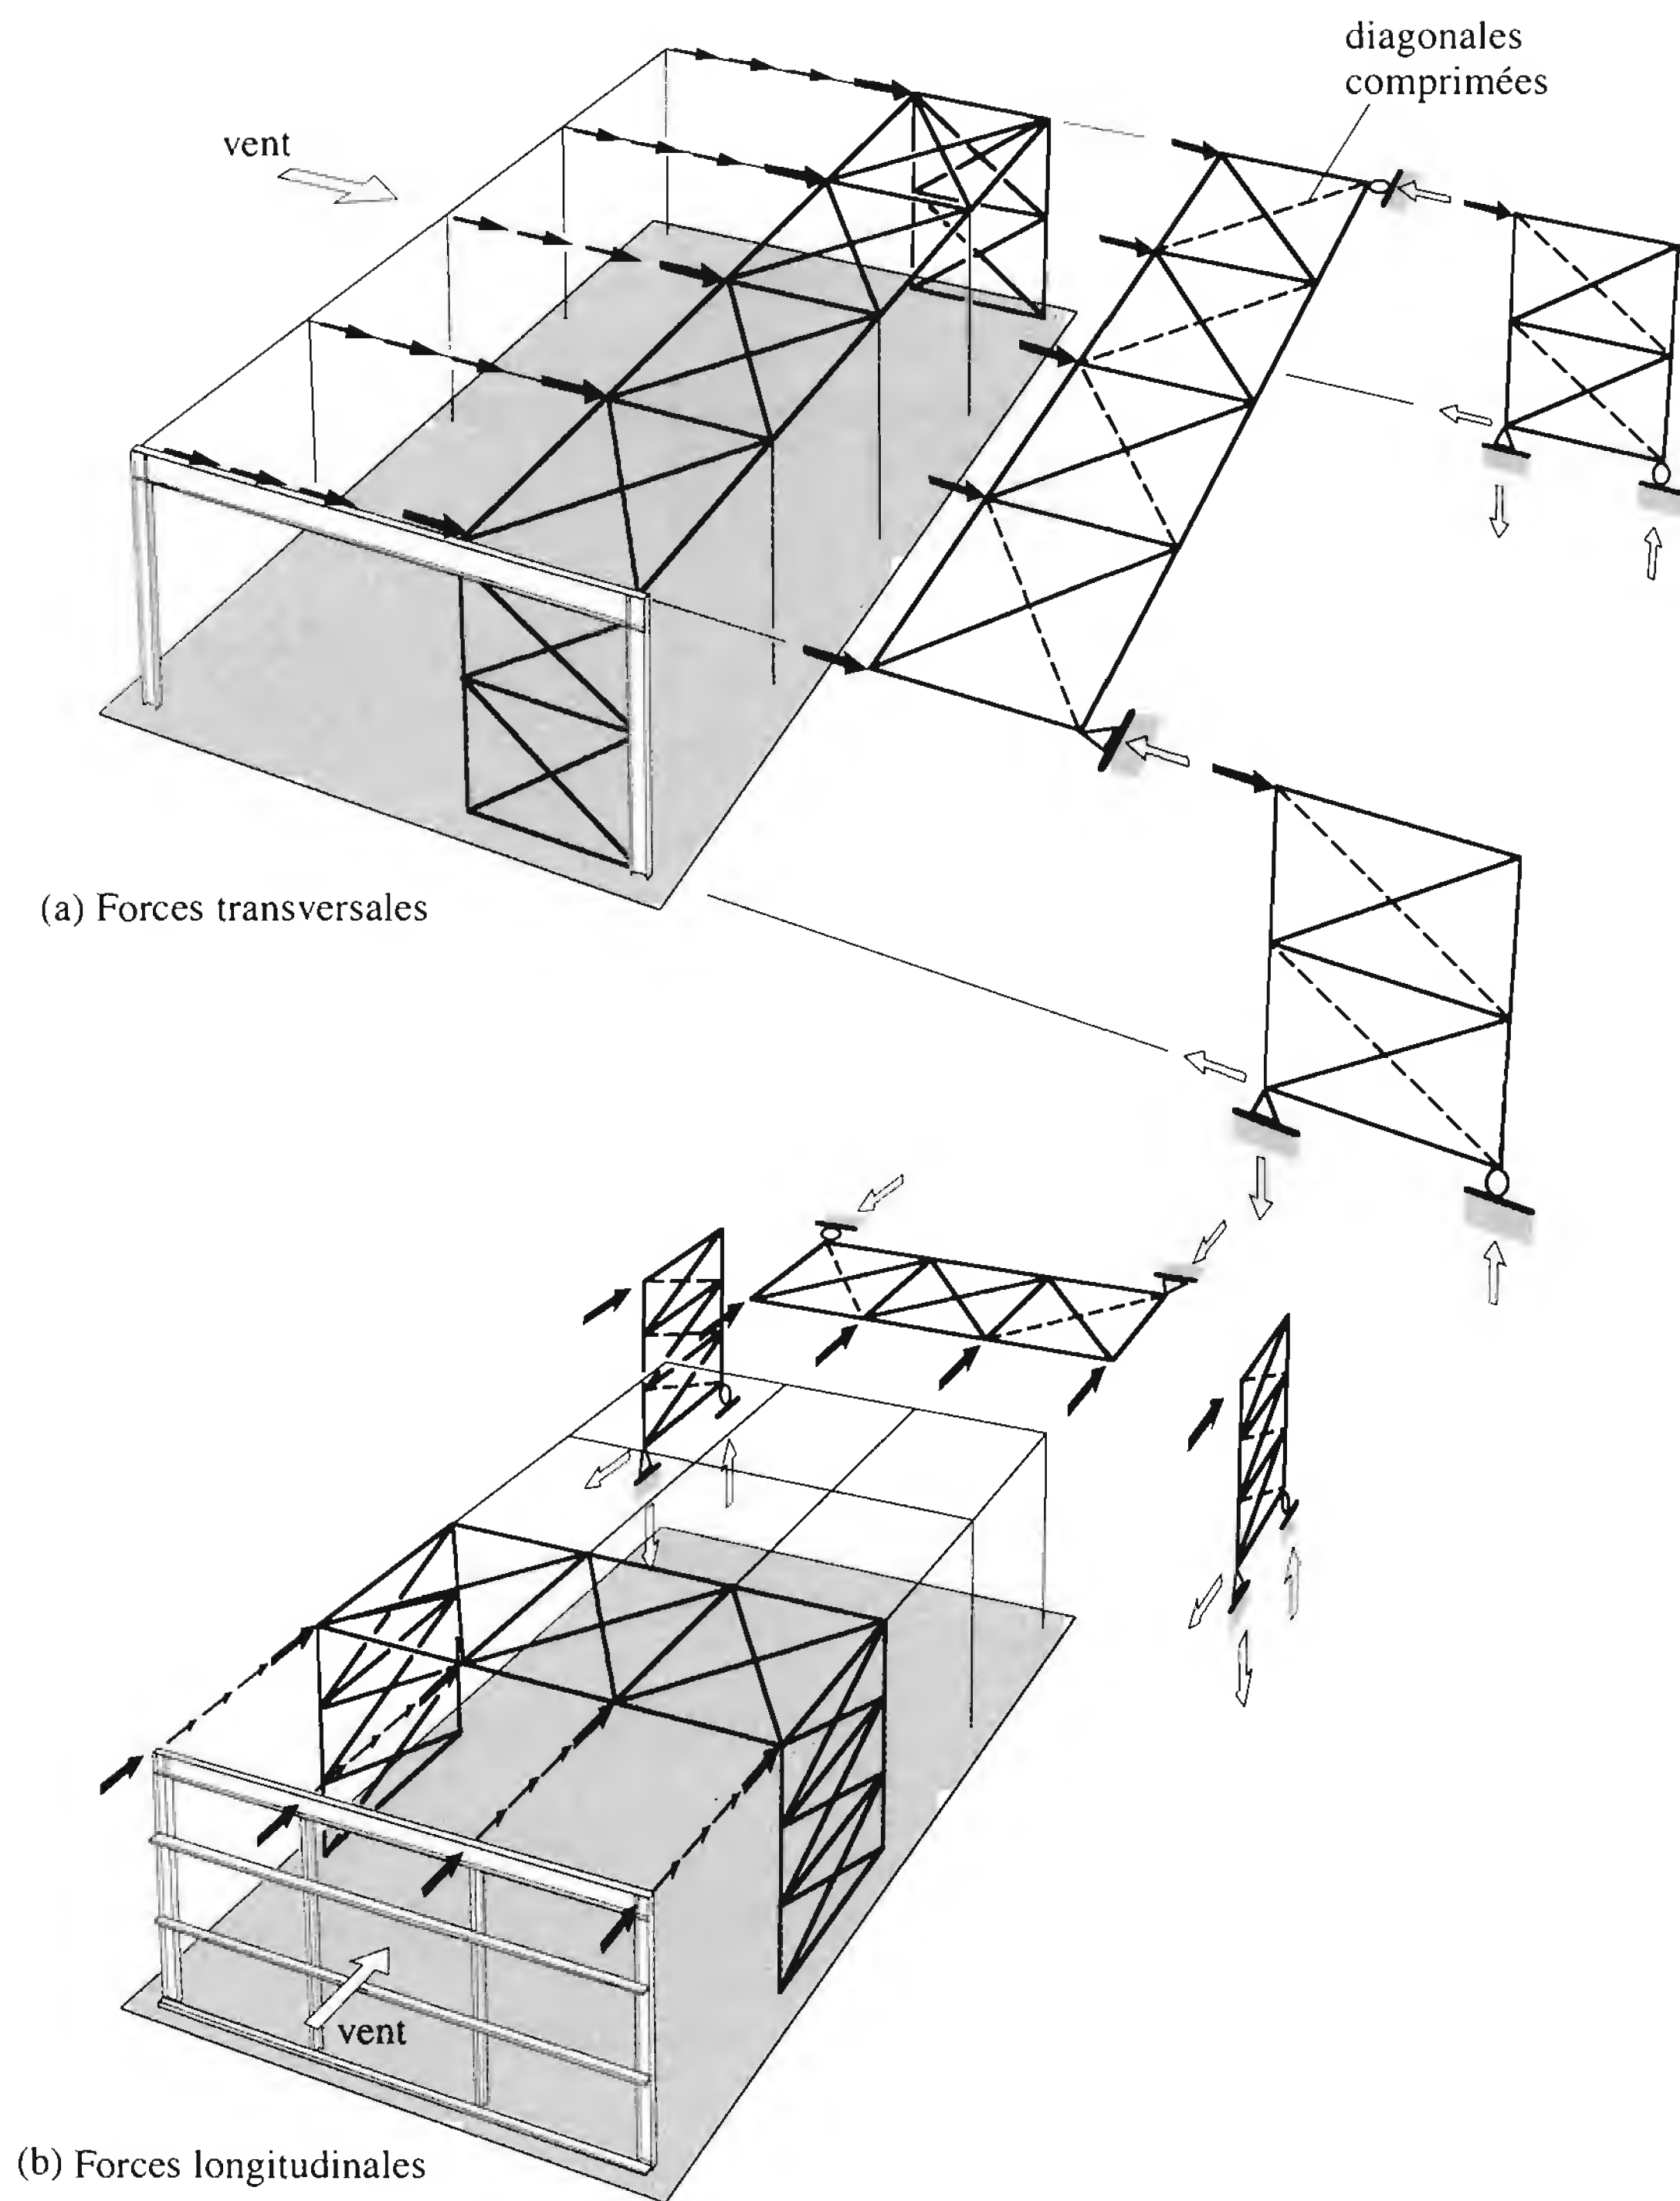 diagonales
comprimées
vent
(a) Forces transversales
vent
(b) Forces longitudinales